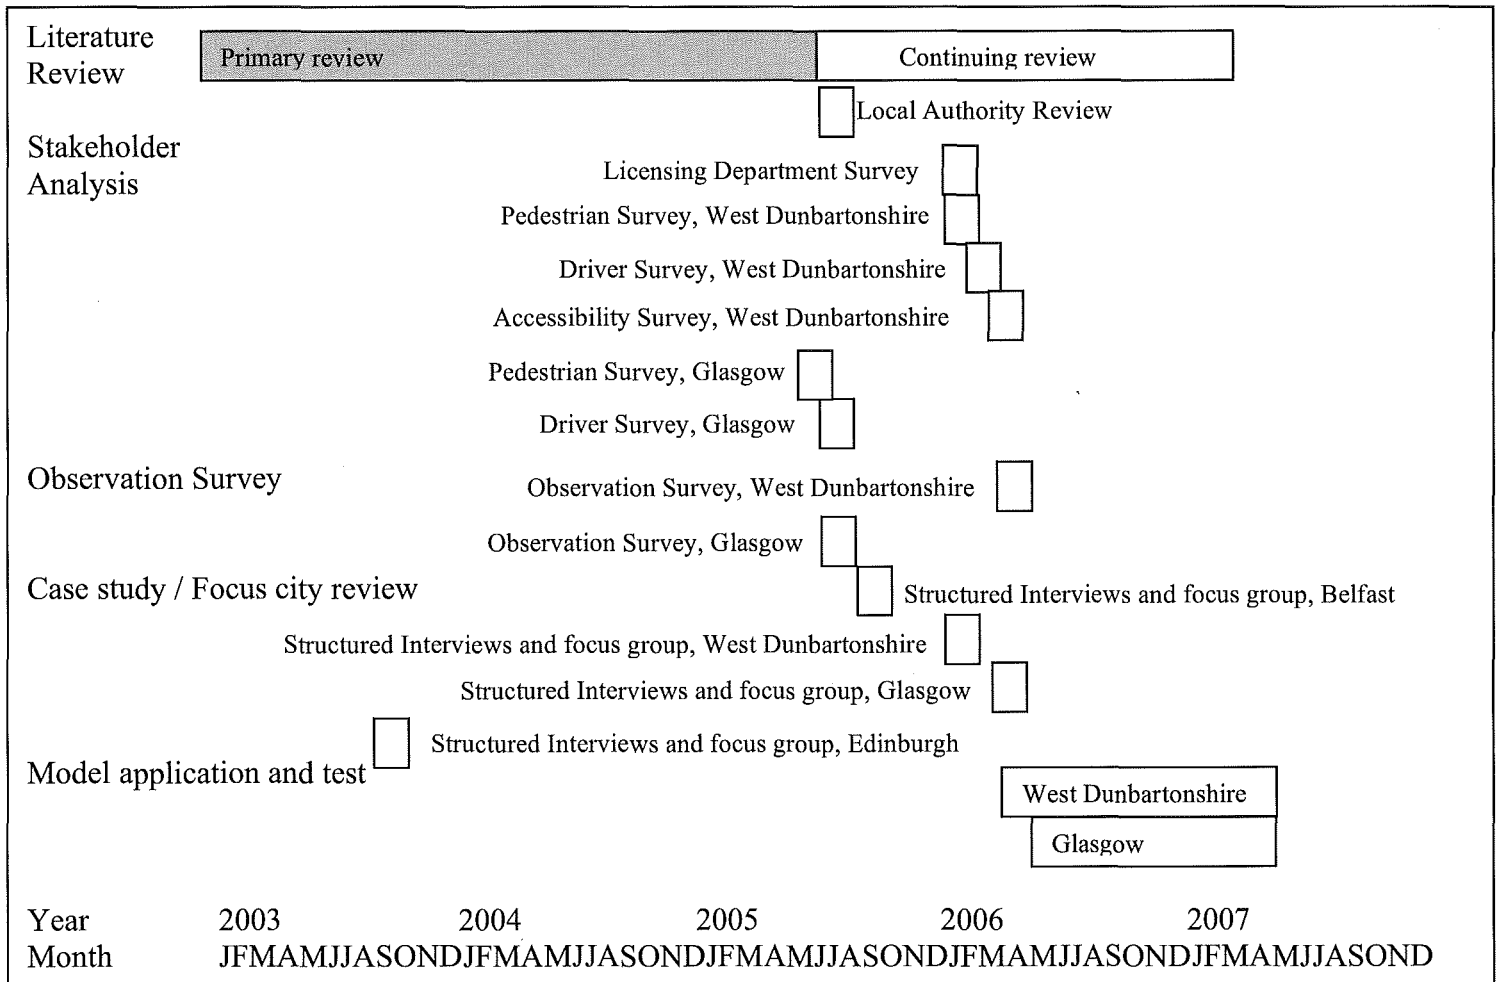 Literature
Review
Primary review
Continuing review
Local Authority Review
Stakeholder
Analysis
Licensing Department Survey
Pedestrian Survey, West Dunbartonshire
Driver Survey, West Dunbartonshire
Accessibility Survey, West Dunbartonshire
Pedestrian Survey, Glasgow
Driver Survey, Glasgow
Observation Survey
Observation Survey, West Dunbartonshire
Observation Survey, Glasgow
Case study / Focus city review
Structured Interviews and focus group, Belfast
Structured Interviews and focus group, West Dunbartonshire
Structured Interviews and focus group, Glasgow
Structured Interviews and focus group, Edinburgh
Model application and test
West Dunbartonshire
Glasgow
Year 2003 2004 2005 2006 2007
Month JFMAMJJASONDJFMAMJJASONDJFMAMJJASONDJFMAMJJASONDJFMAMJJASOND